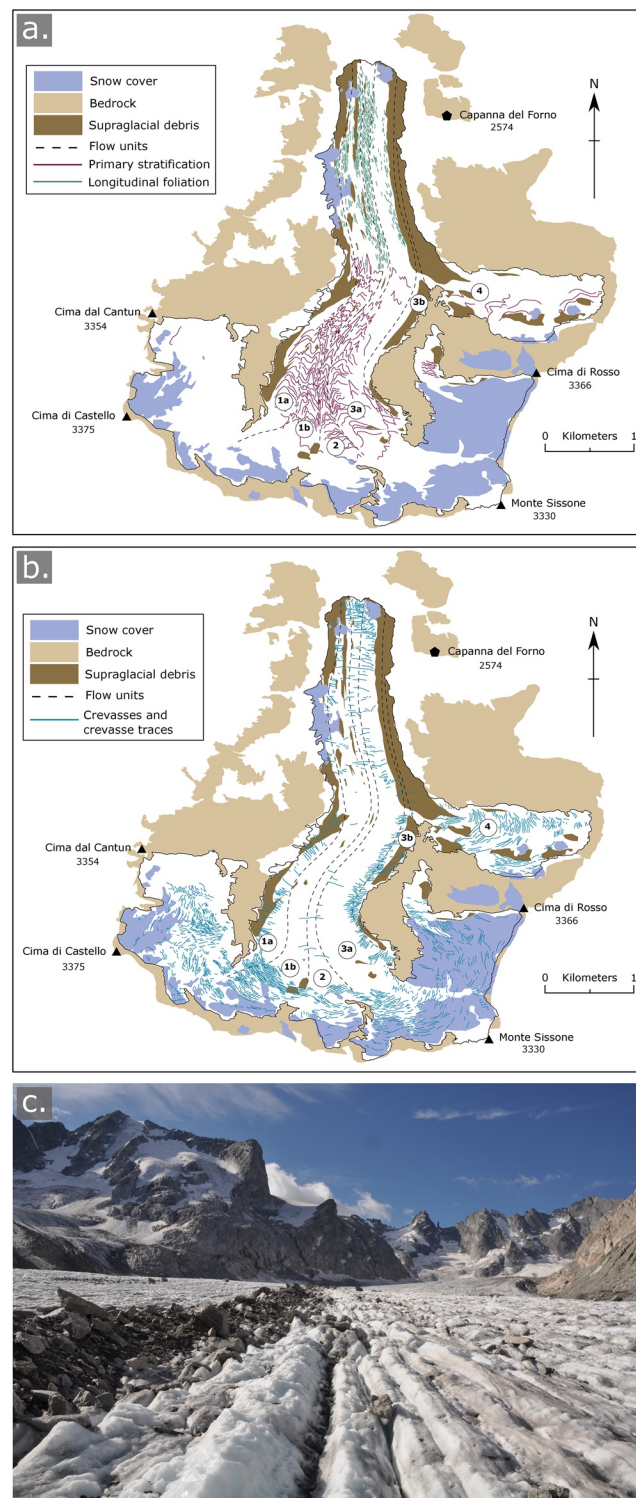 a.
Snow cover
Bedrock
Supraglacial debris
Flow units
Primary stratification
Longitudinal foliation
N
Capanna del Forno
2574
4
3b
Cima dal Cantun
3354
Cima di Rosso
3366
1a
3a
Cima di Castello
3375
1b
2
0 Kilometers 1
Monte Sissone
3330
b.
Snow cover
Bedrock
Supraglacial debris
Flow units
Crevasses and
crevasse traces
N
Capanna del Forno
2574
4
3b
Cima dal Cantun
3354
Cima di Rosso
3366
1a
3a
Cima di Castello
3375
1b
2
0 Kilometers 1
Monte Sissone
3330
c.